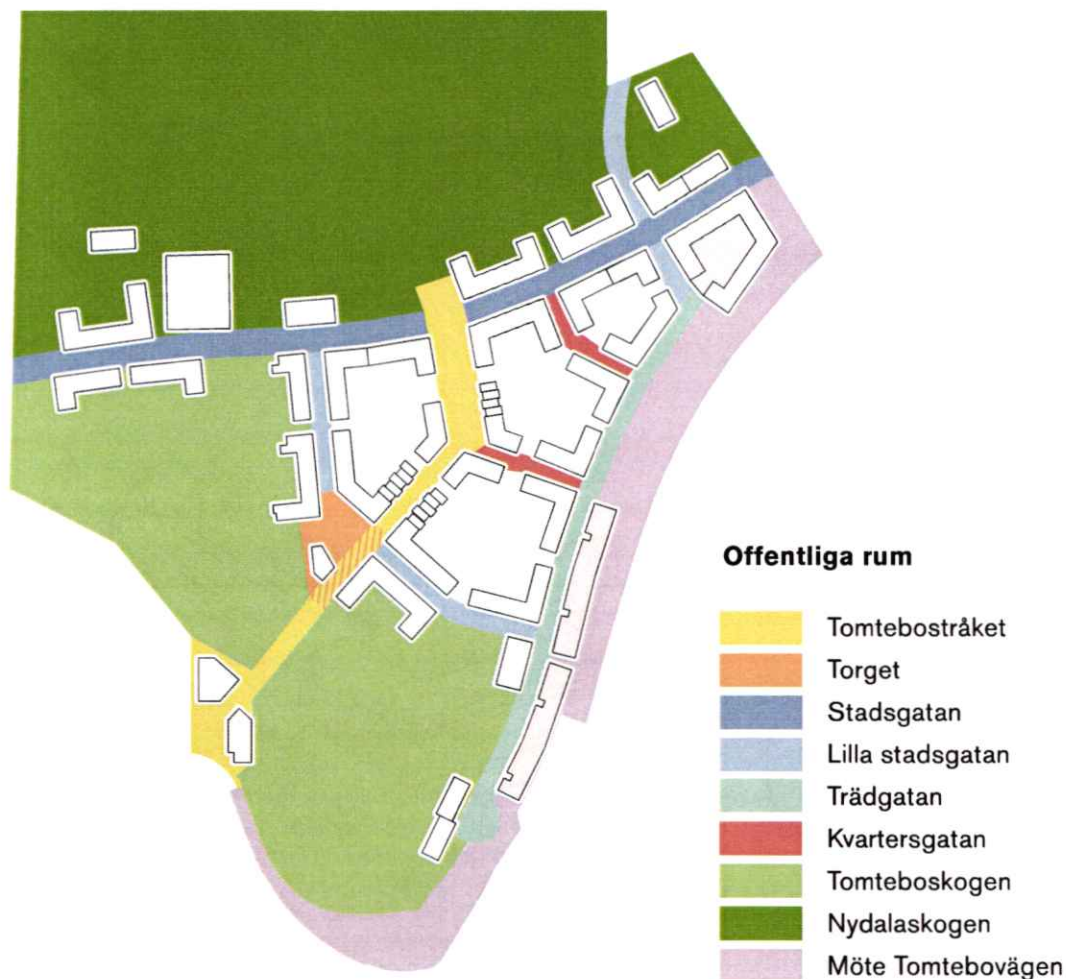 Offentliga rum
Tomtebostråket
Torget
Stadsgatan
Lilla stadsgatan
Trädgatan
Kvartersgatan
Tomteboskogen
Nydalaskogen
Möte Tomtebovägen